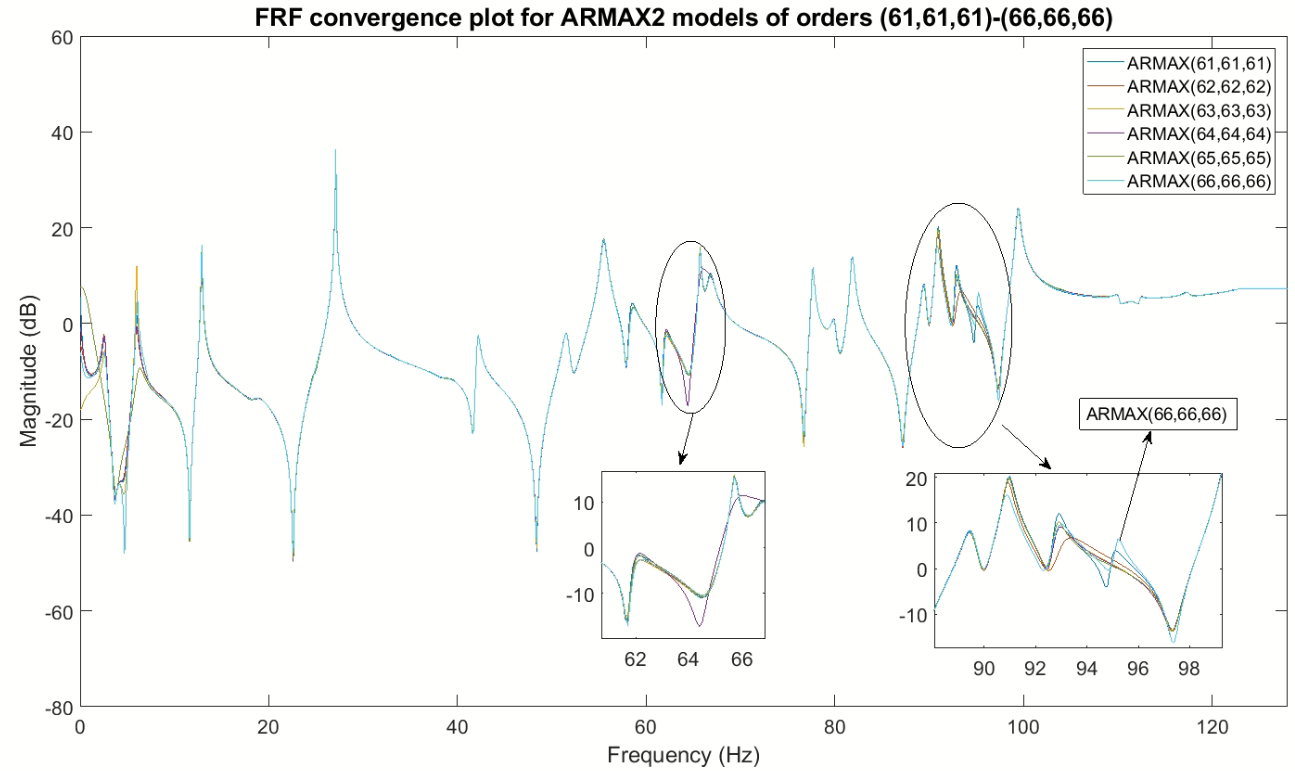 FRF convergence plot for ARMAX2 models of orders (61,61,61)-(66,66,66)
60
40
20
0
-20
-40
-60
-80
Magnitude (dB)
0 20 40 60 80 100 120
Frequency (Hz)
ARMAX(61,61,61)
ARMAX(62,62,62)
ARMAX(63,63,63)
ARMAX(64,64,64)
ARMAX(65,65,65)
ARMAX(66,66,66)
ARMAX(66,66,66)
10
0
-10
62 64 66
20
10
0
-10
90 92 94 96 98